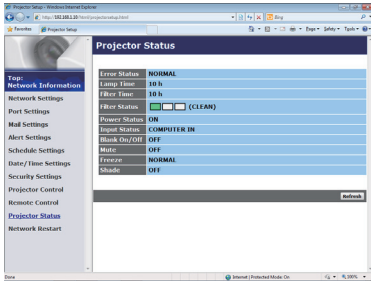 Projector Setup - Windows Internet Explorer
http://192.168.1.10/html/projectorsetup.html
Bing
Favorites Projector Setup
Page Safety Tools
Top:
Network Information
Network Settings
Port Settings
Mail Settings
Alert Settings
Schedule Settings
Date/Time Settings
Security Settings
Projector Control
Remote Control
Projector Status
Network Restart
Projector Status
Error Status NORMAL
Lamp Time 10 h
Filter Time 10 h
Filter Status (CLEAN)
Power Status ON
Input Status COMPUTER IN
Blank On/Off OFF
Mute OFF
Freeze NORMAL
Shade OFF
Refresh
Done
Internet | Protected Mode: On
100%